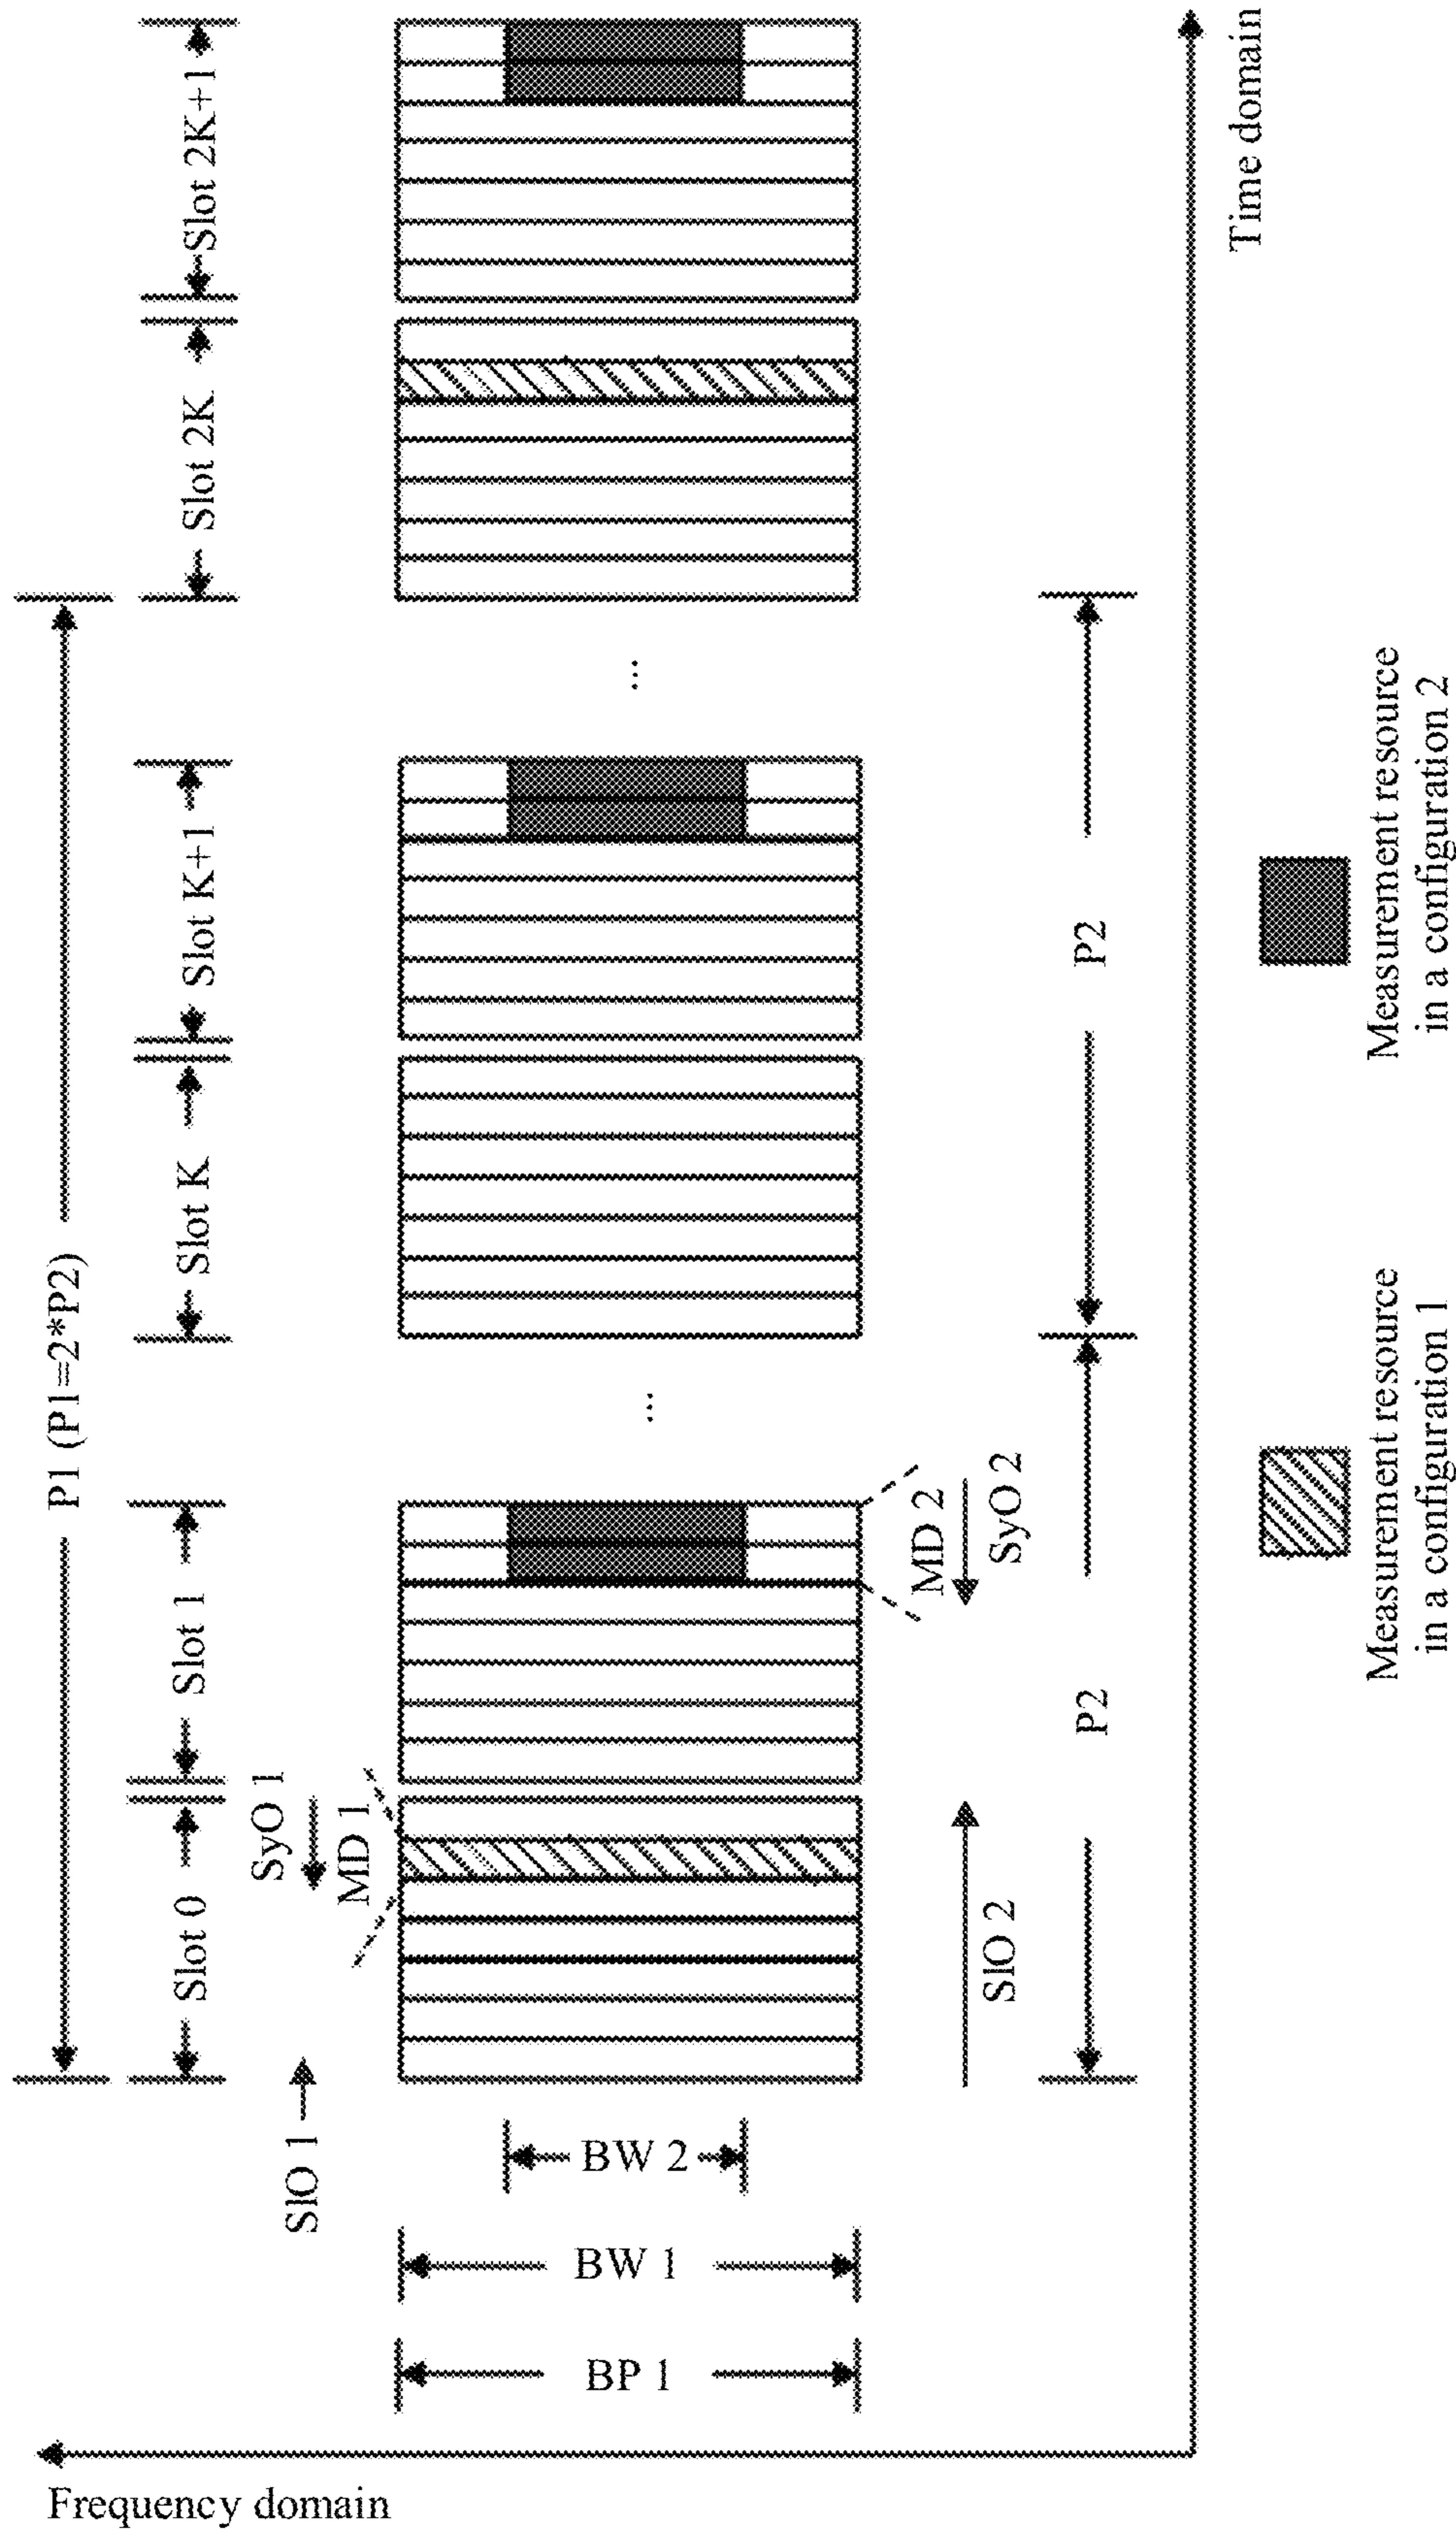 Frequency domain
P1 (P1=2*P2)
Slot 0
Slot 1
Slot K
Slot K+1
Slot 2K
Slot 2K+1
SlO 1
SyO 1
MD 1
BP 1
BW 1
BW 2
...
...
MD 2
SyO 2
SlO 2
P2
P2
Time domain
Measurement resource
in a configuration 1
Measurement resource
in a configuration 2